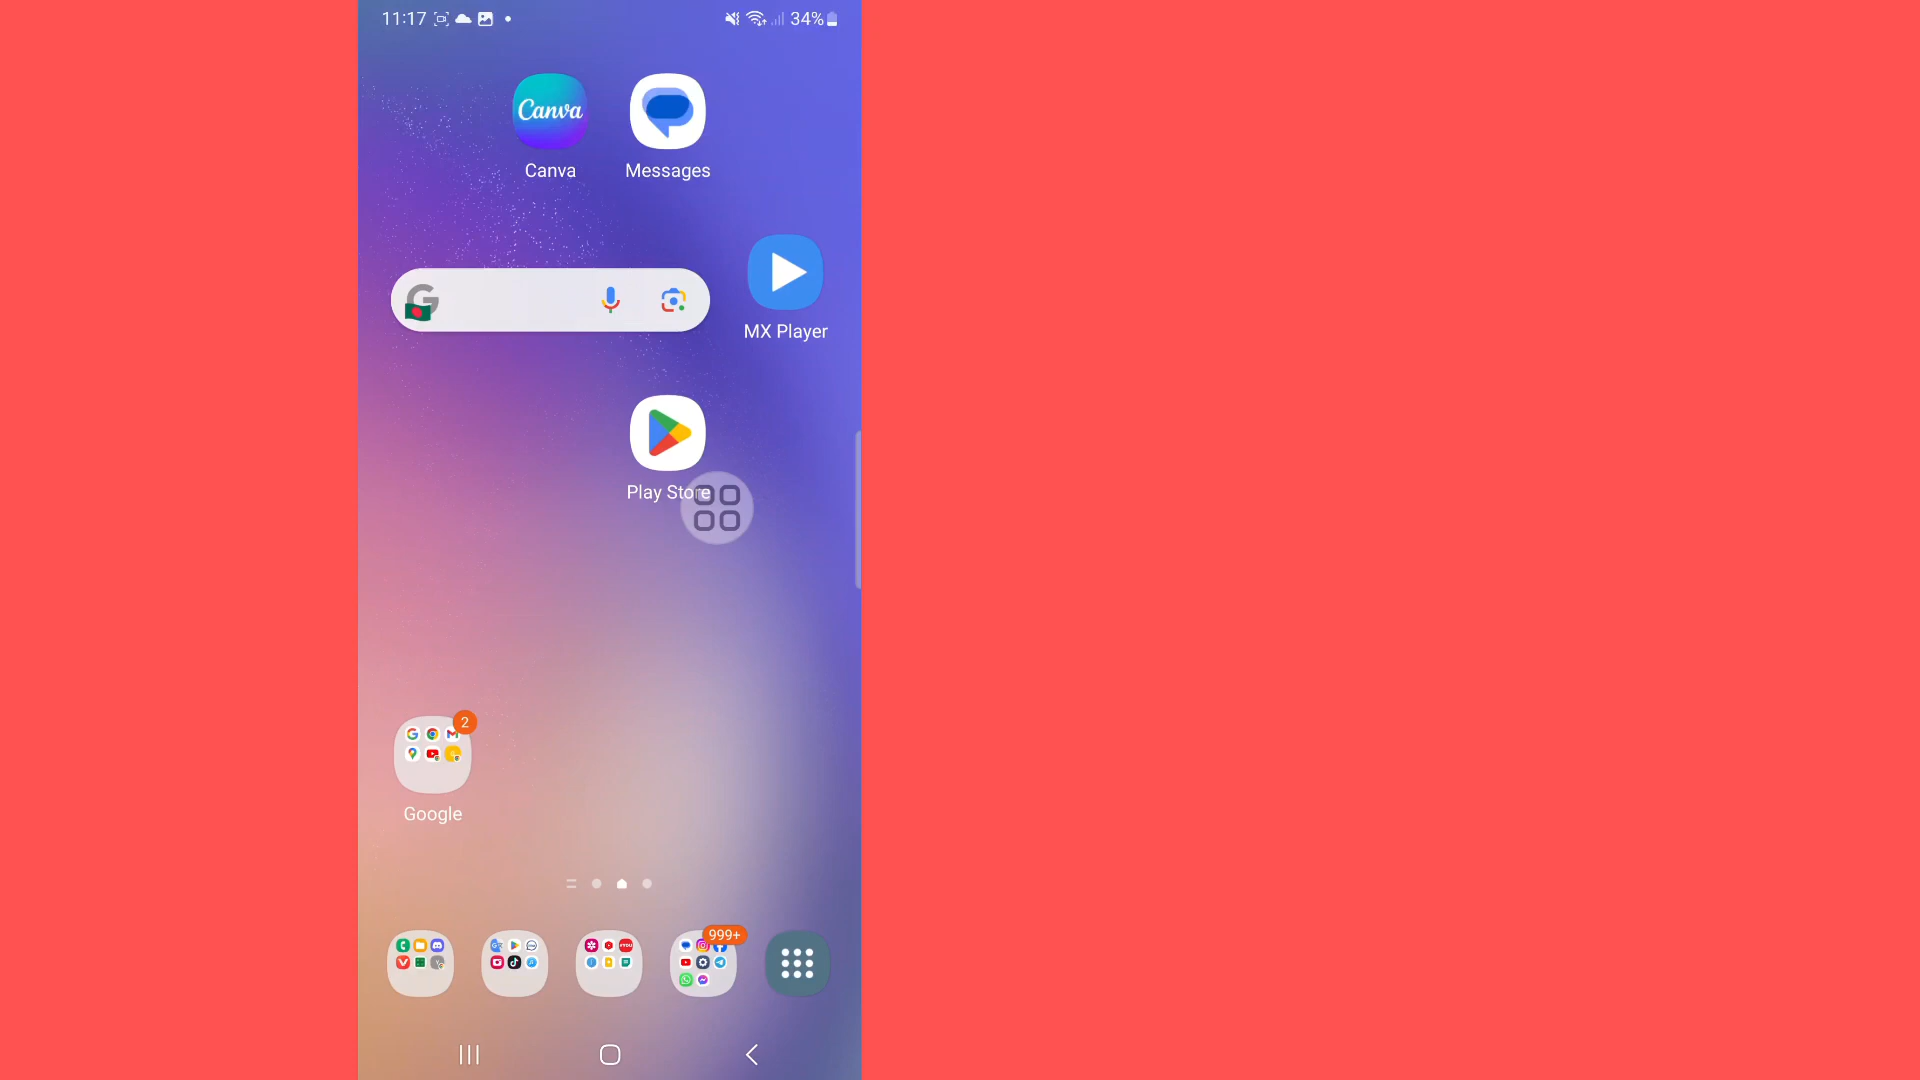 11:17
34%
Canva
Canva
Messages
MX Player
Play Store
2
Google
999+